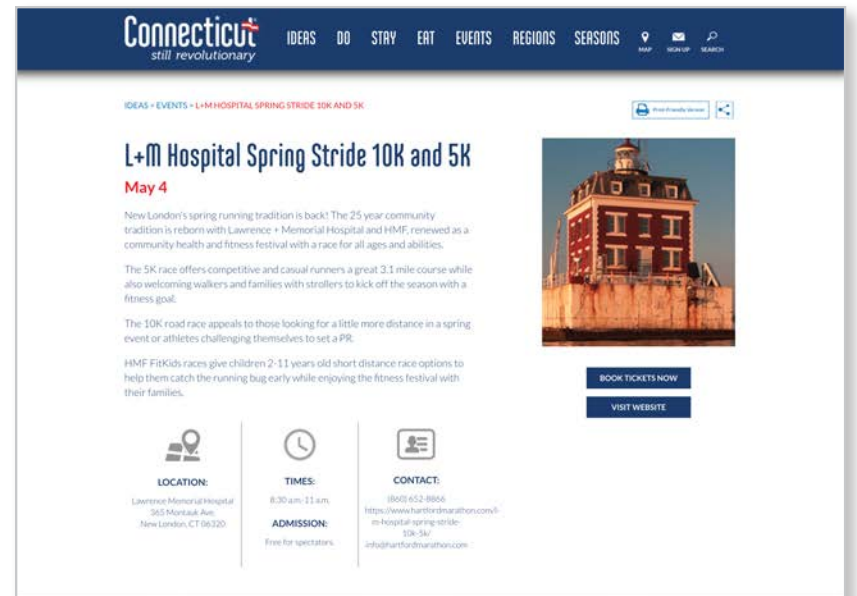 Connecticut
still revolutionary
IDEAS DO STAY EAT EVENTS REGIONS SEASONS MAP SIGN UP SEARCH
IDEAS > EVENTS > L+M HOSPITAL SPRING STRIDE 10K AND 5K
Print Friendly Version
L+M Hospital Spring Stride 10K and 5K
May 4
New London's spring running tradition is back! The 25 year community
tradition is reborn with Lawrence + Memorial Hospital and HMF, renewed as a
community health and fitness festival with a race for all ages and abilities.
The 5K race offers competitive and casual runners a great 3.1 mile course while
also welcoming walkers and families with strollers to kick off the season with a
fitness goal.
The 10K road race appeals to those looking for a little more distance in a spring
event or athletes challenging themselves to set a PR.
HMF FitKids races give children 2-11 years old short distance race options to
help them catch the running bug early while enjoying the fitness festival with
their families.
BOOK TICKETS NOW
VISIT WEBSITE
LOCATION:
Lawrence Memorial Hospital
365 Montauk Ave.
New London, CT 06320
TIMES:
8:30 a.m.-11 a.m.
ADMISSION:
Free for spectators.
CONTACT:
(860) 652-8866
https://www.hartfordmarathon.com/l-
m-hospital-spring-stride-
10k-5k/
info@hartfordmarathon.com